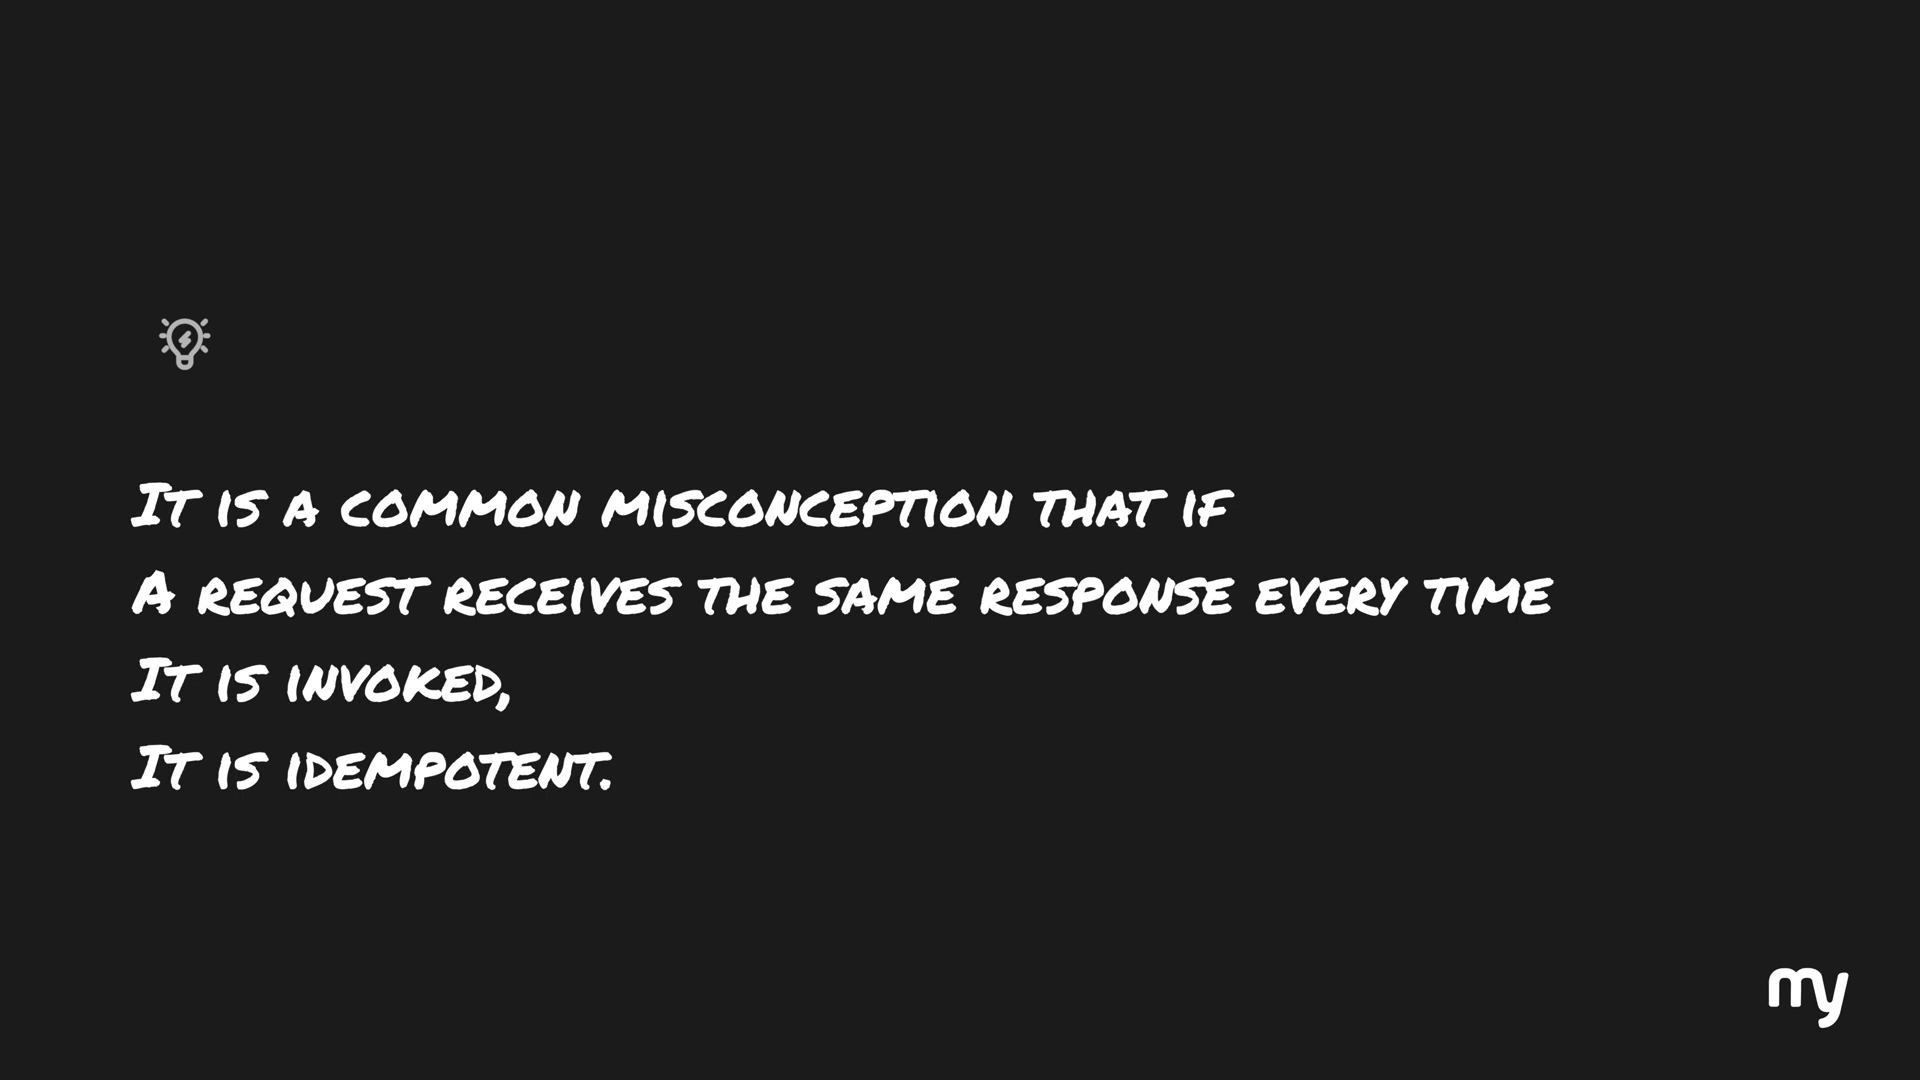 It is a common misconception that if
A request receives the same response every time
It is invoked,
It is idempotent.
my